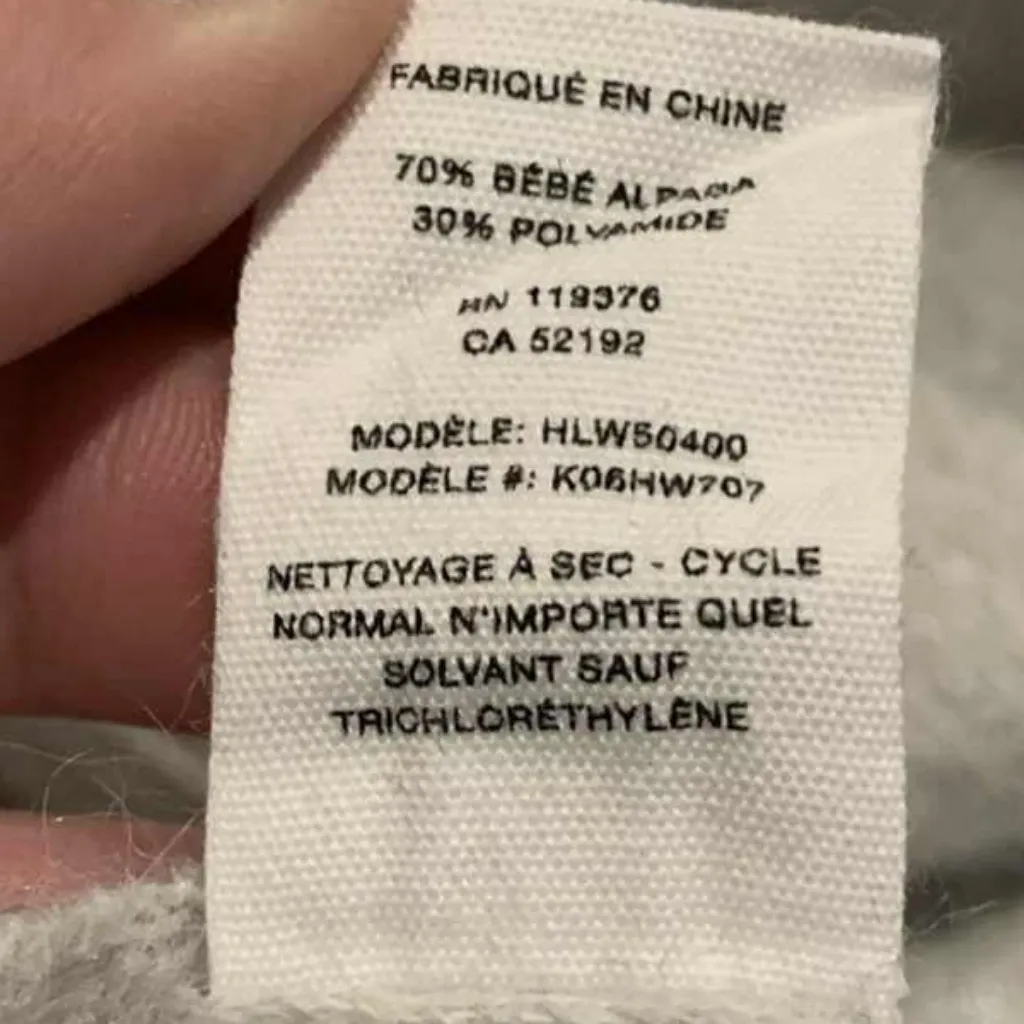 FABRIQUÉ EN CHINE
70% BÉBÉ ALPAGA
30% POLYAMIDE
RN 119376
CA 52192
MODÈLE: HLW50400
MODÈLE #: K06HW707
NETTOYAGE À SEC - CYCLE
NORMAL N'IMPORTE QUEL
SOLVANT SAUF
TRICHLORÉTHYLÈNE